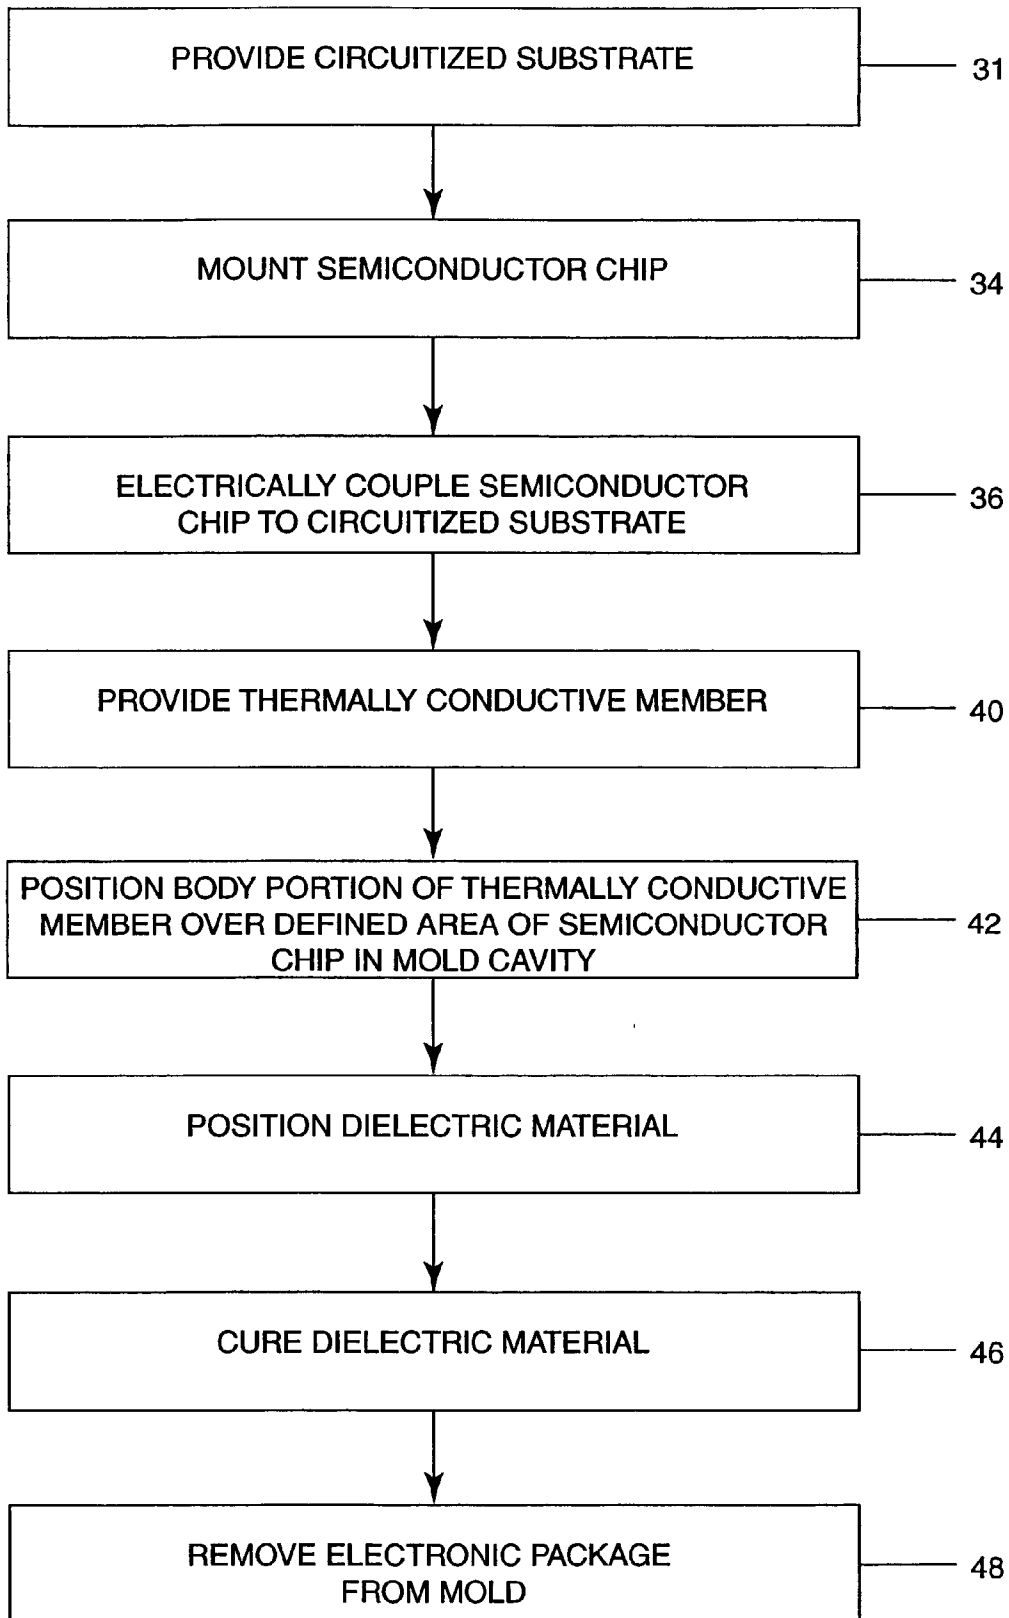 PROVIDE CIRCUITIZED SUBSTRATE
31
MOUNT SEMICONDUCTOR CHIP
34
ELECTRICALLY COUPLE SEMICONDUCTOR
CHIP TO CIRCUITIZED SUBSTRATE
36
PROVIDE THERMALLY CONDUCTIVE MEMBER
40
POSITION BODY PORTION OF THERMALLY CONDUCTIVE
MEMBER OVER DEFINED AREA OF SEMICONDUCTOR
CHIP IN MOLD CAVITY
42
POSITION DIELECTRIC MATERIAL
44
CURE DIELECTRIC MATERIAL
46
REMOVE ELECTRONIC PACKAGE
FROM MOLD
48